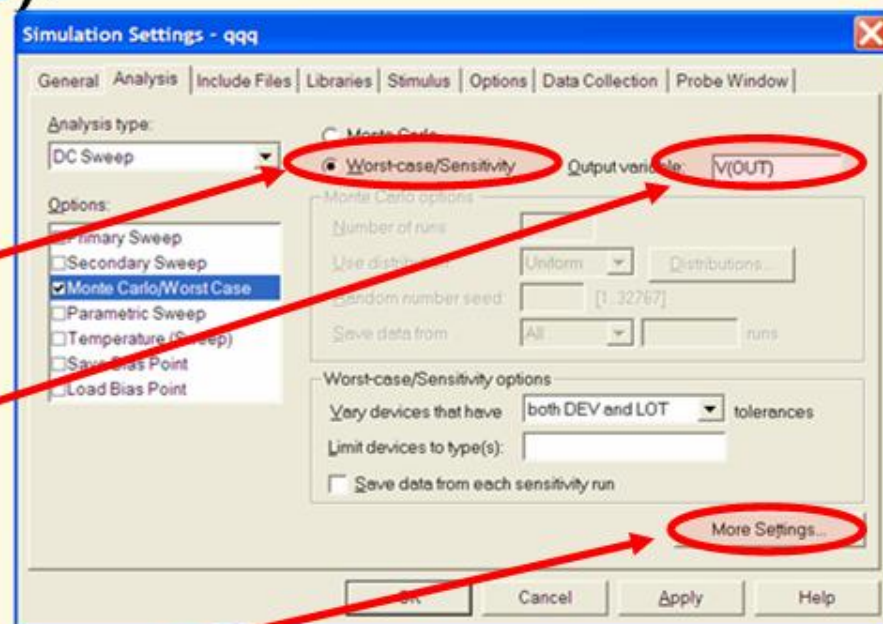 Simulation Settings - qqq
General Analysis Include Files Libraries Stimulus Options Data Collection Probe Window
Analysis type:
DC Sweep
Options:
Primary Sweep
Secondary Sweep
Monte Carlo/Worst Case
Parametric Sweep
Temperature (Sweep)
Save Bias Point
Load Bias Point
Monte Carlo
Worst-case/Sensitivity Output variable: V(OUT)
Monte Carlo options
Number of runs
Use distribution Uniform Distributions...
Random number seed: [1..32767]
Save data from All runs
Worst-case/Sensitivity options
Vary devices that have both DEV and LOT tolerances
Limit devices to type(s):
Save data from each sensitivity run
More Settings...
OK Cancel Apply Help